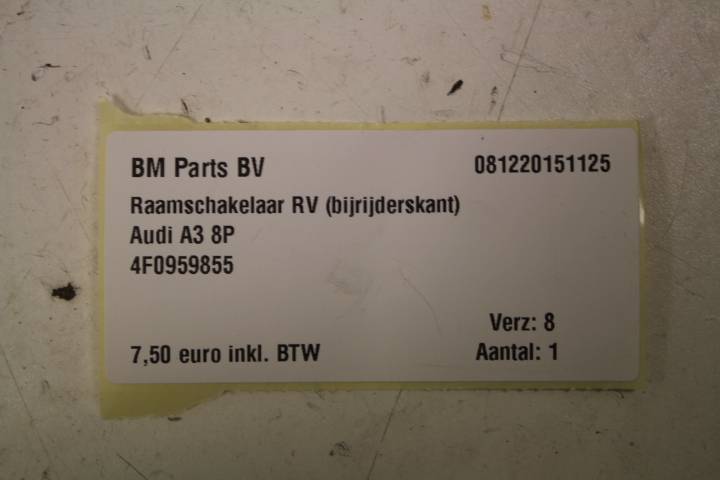 BM Parts BV 081220151125
Raamschakelaar RV (bijrijderskant)
Audi A3 8P
4F0959855
Verz: 8
7,50 euro inkl. BTW Aantal: 1